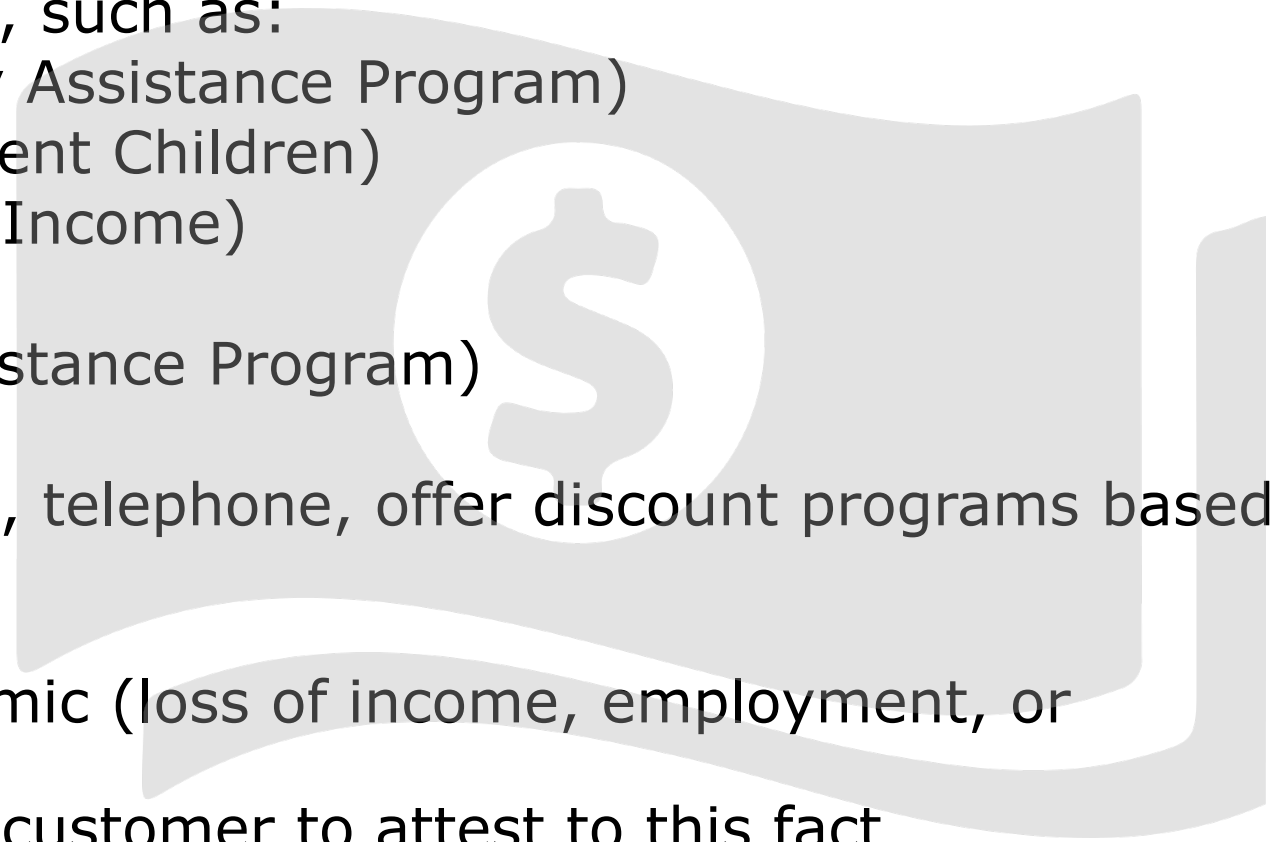 , such as:
Assistance Program)
ent Children)
Income)
stance Program)
, telephone, offer discount programs based
mic (loss of income, employment, or
customer to attest to this fact
$